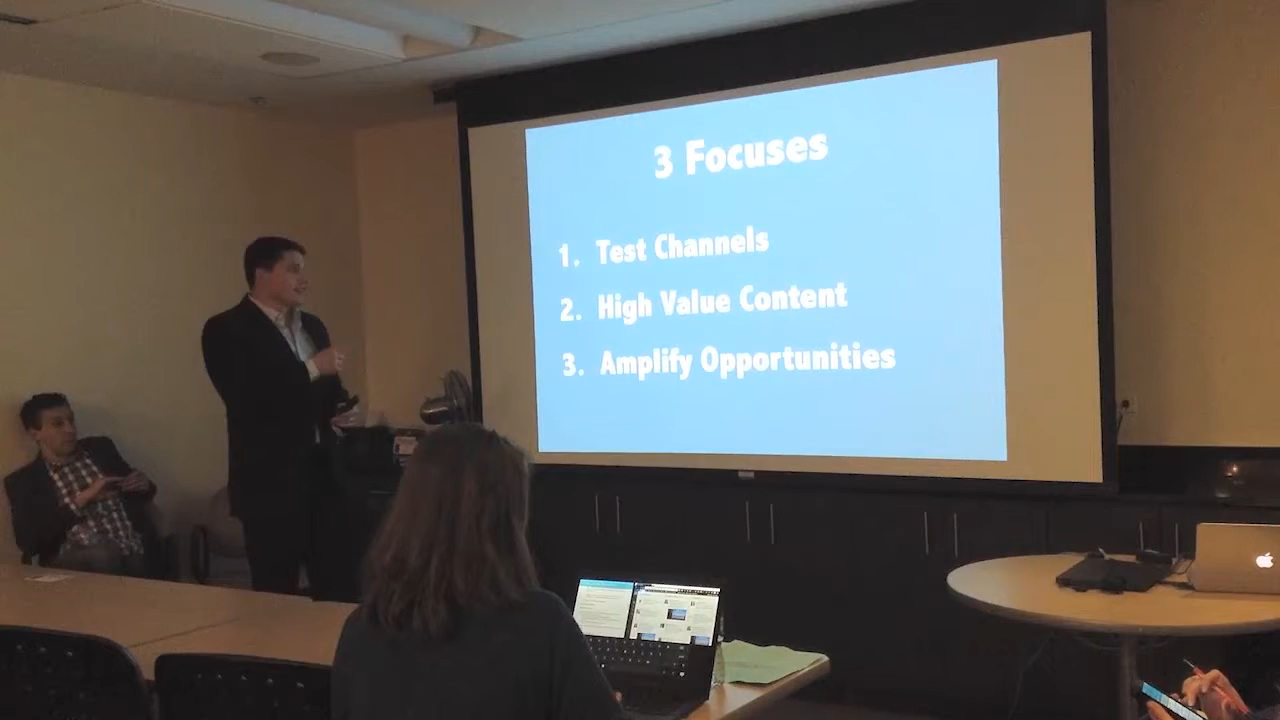 3 Focuses
1. Test Channels
2. High Value Content
3. Amplify Opportunities